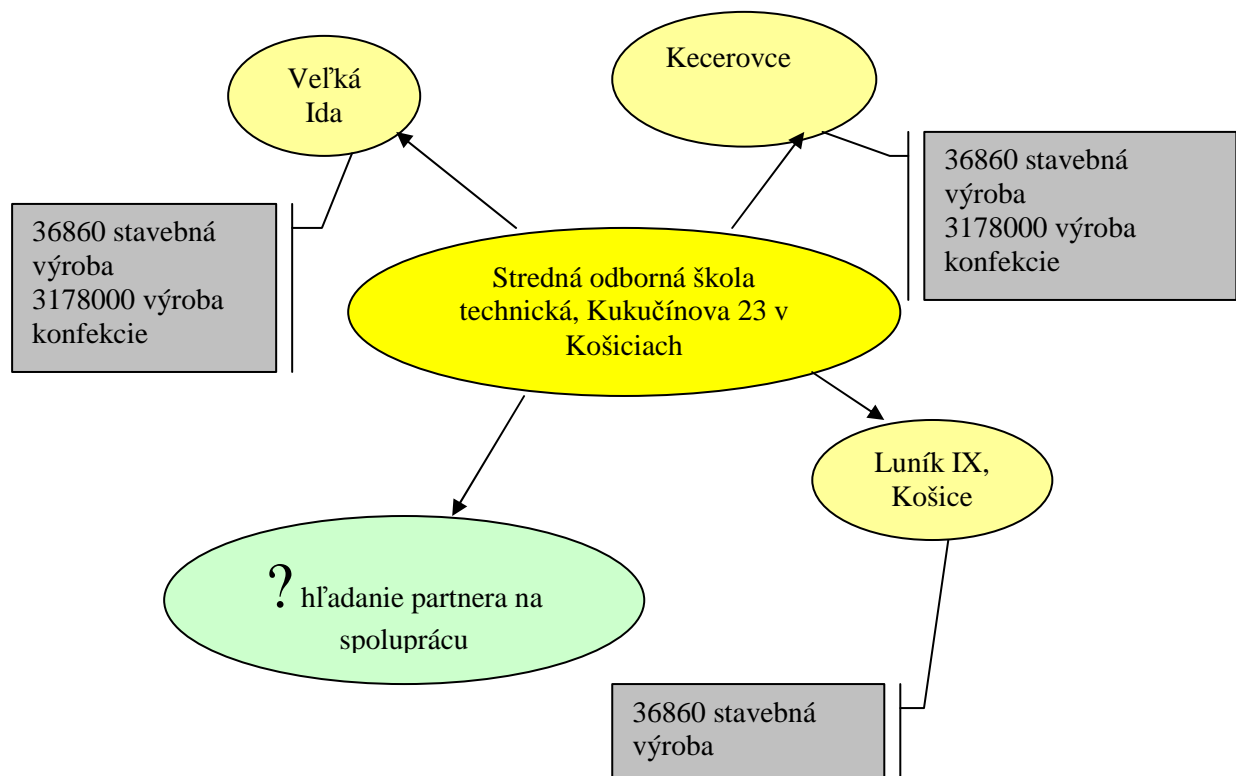 Veľká
Ida
Kecerovce
36860 stavebná
výroba
3178000 výroba
konfekcie
36860 stavebná
výroba
3178000 výroba
konfekcie
Stredná odborná škola
technická, Kukučínova 23 v
Košiciach
Luník IX,
Košice
? hľadanie partnera na
spoluprácu
36860 stavebná
výroba